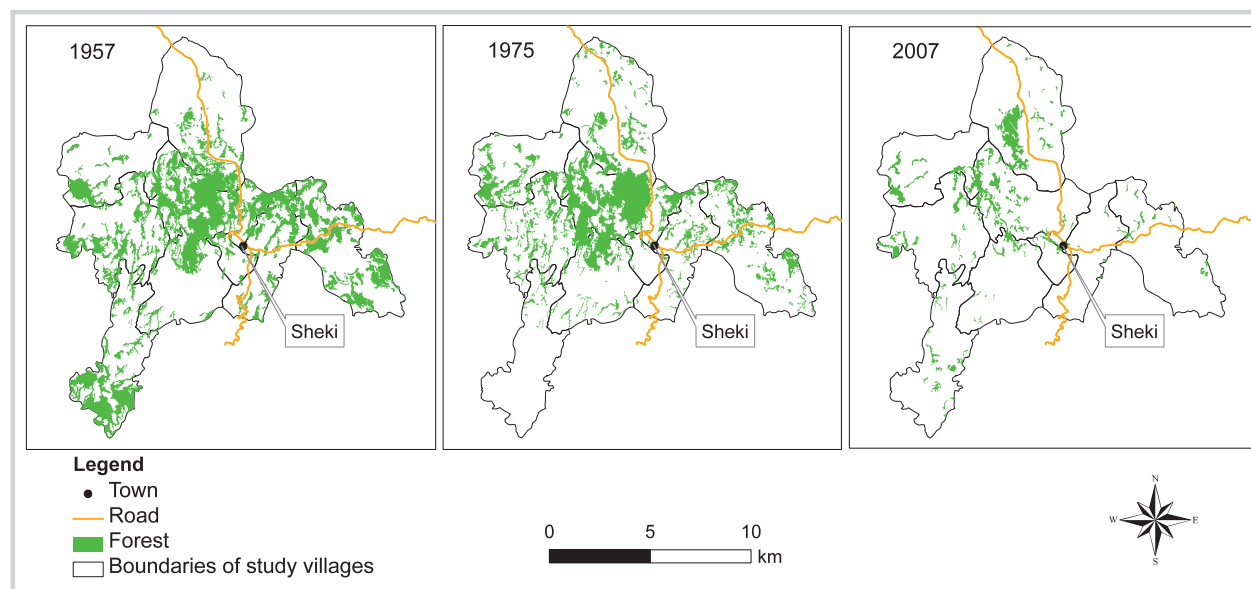 1957
1975
2007
Sheki
Sheki
Sheki
Legend
Town
Road
Forest
Boundaries of study villages
0 5 10
km
N
W E
S